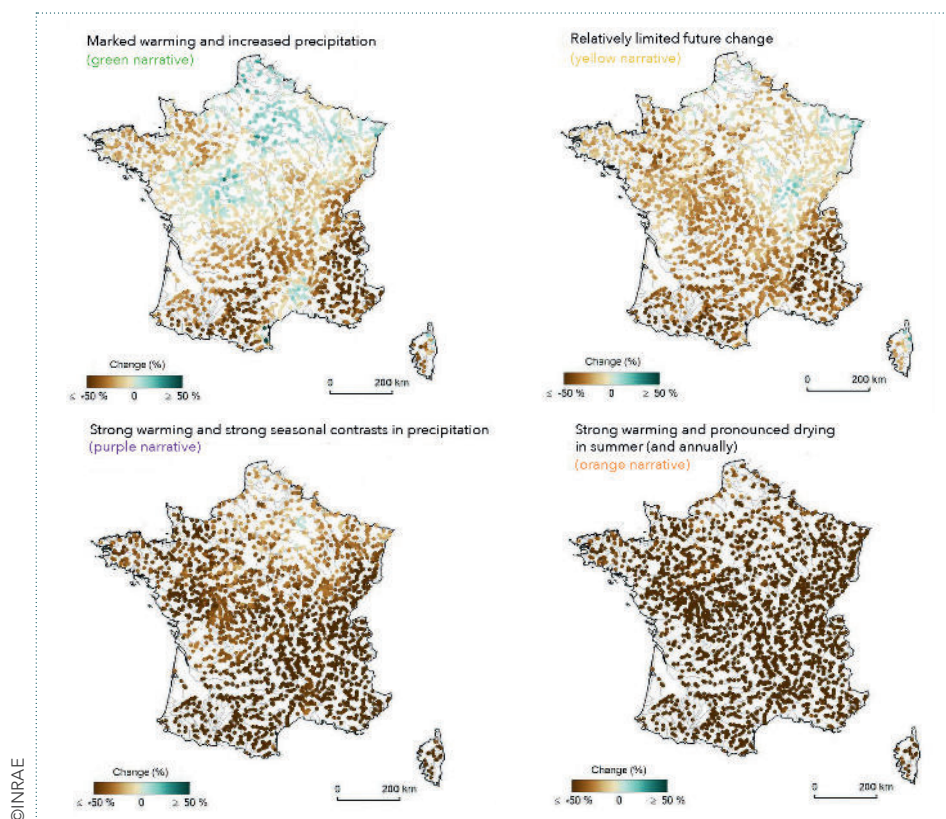 Marked warming and increased precipitation
(green narrative)
Change (%)
≤ -50 % 0 ≥ 50 %
0 200 km
Relatively limited future change
(yellow narrative)
Change (%)
≤ -50 % 0 ≥ 50 %
0 200 km
Strong warming and strong seasonal contrasts in precipitation
(purple narrative)
Change (%)
≤ -50 % 0 ≥ 50 %
0 200 km
Strong warming and pronounced drying
in summer (and annually)
(orange narrative)
Change (%)
≤ -50 % 0 ≥ 50 %
0 200 km
©INRAE